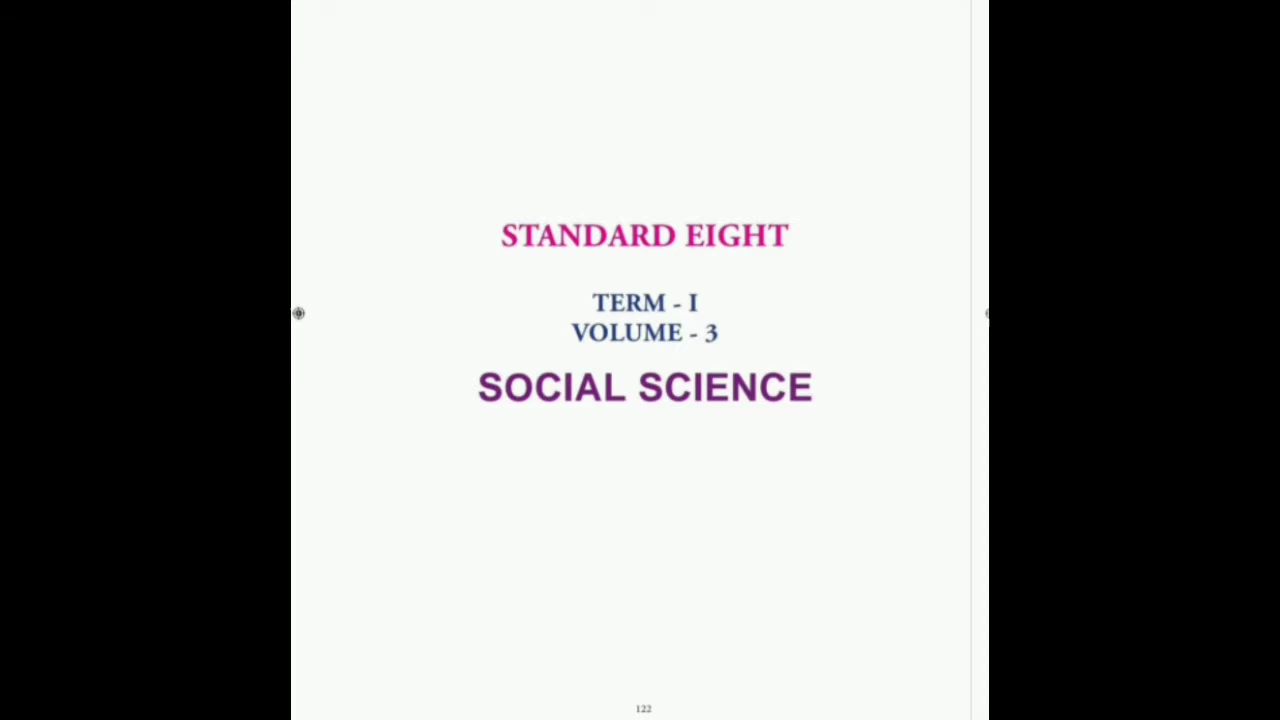 STANDARD EIGHT
TERM - I
VOLUME - 3
SOCIAL SCIENCE
122